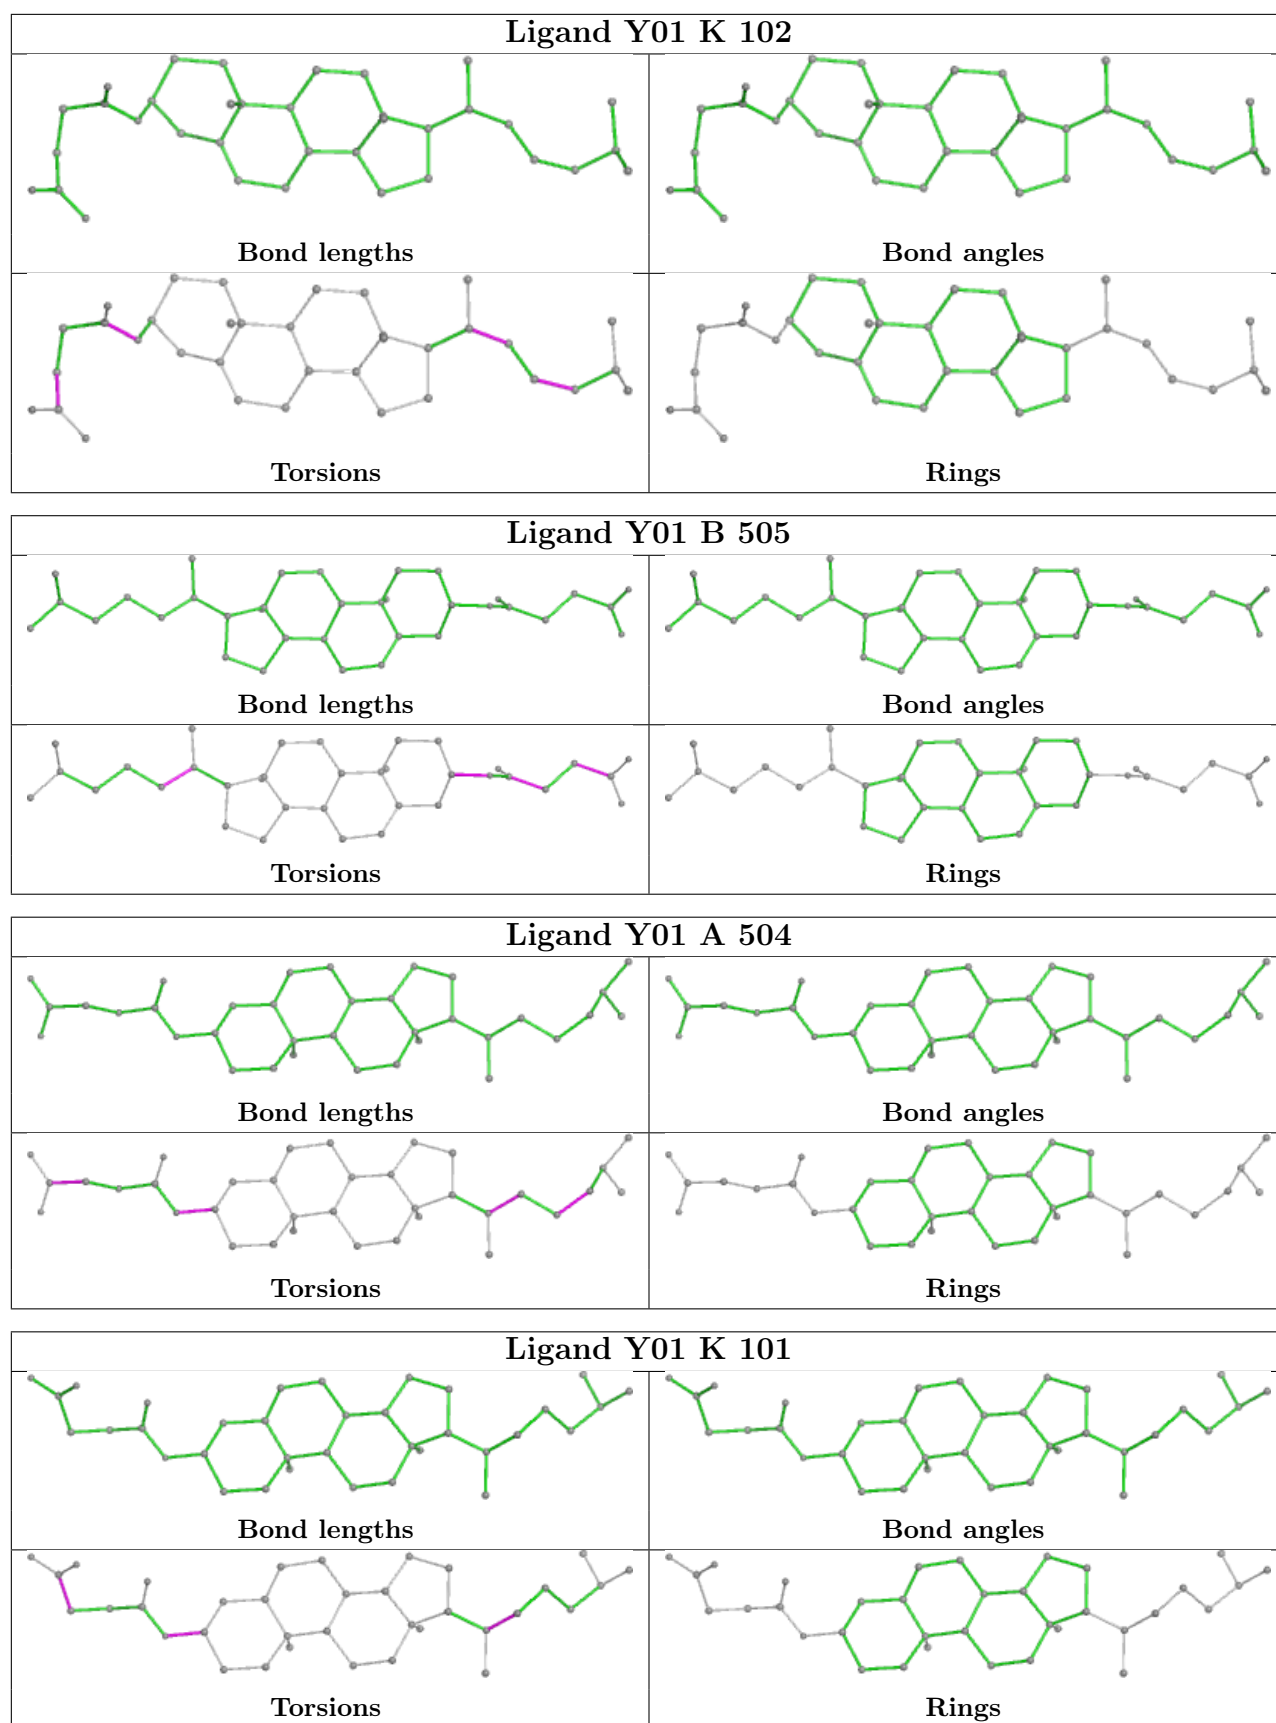 Ligand Y01 K 102
Bond lengths
Bond angles
Torsions
Rings
Ligand Y01 B 505
Bond lengths
Bond angles
Torsions
Rings
Ligand Y01 A 504
Bond lengths
Bond angles
Torsions
Rings
Ligand Y01 K 101
Bond lengths
Bond angles
Torsions
Rings